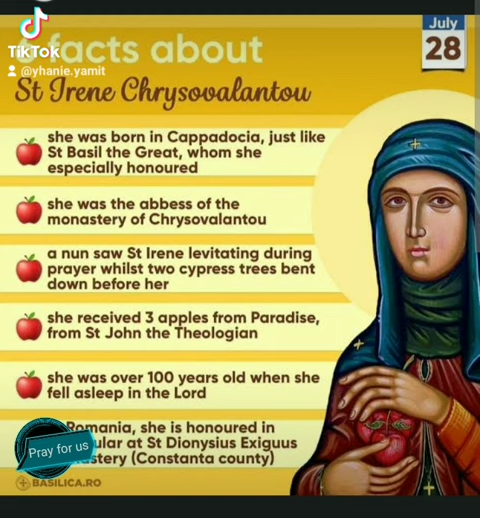 TikTok
@yhanie.yamit
6 facts about
St Irene Chrysovalantou
July
28
she was born in Cappadocia, just like
St Basil the Great, whom she
especially honoured
she was the abbess of the
monastery of Chrysovalantou
a nun saw St Irene levitating during
prayer whilst two cypress trees bent
down before her
she received 3 apples from Paradise,
from St John the Theologian
she was over 100 years old when she
fell asleep in the Lord
Romania, she is honoured in
at St Dionysius Exiguus
(Constanta county)
Pray for us
BASILICA.RO